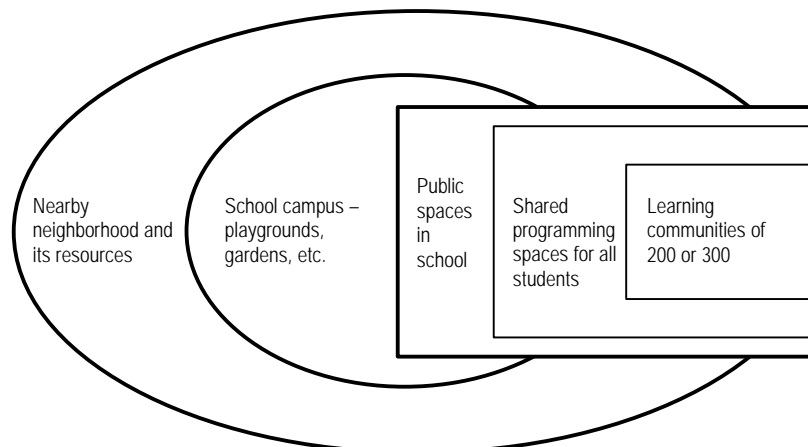 Nearby
neighborhood and
its resources
School campus –
playgrounds,
gardens, etc.
Public
spaces
in
school
Shared
programming
spaces for all
students
Learning
communities of
200 or 300